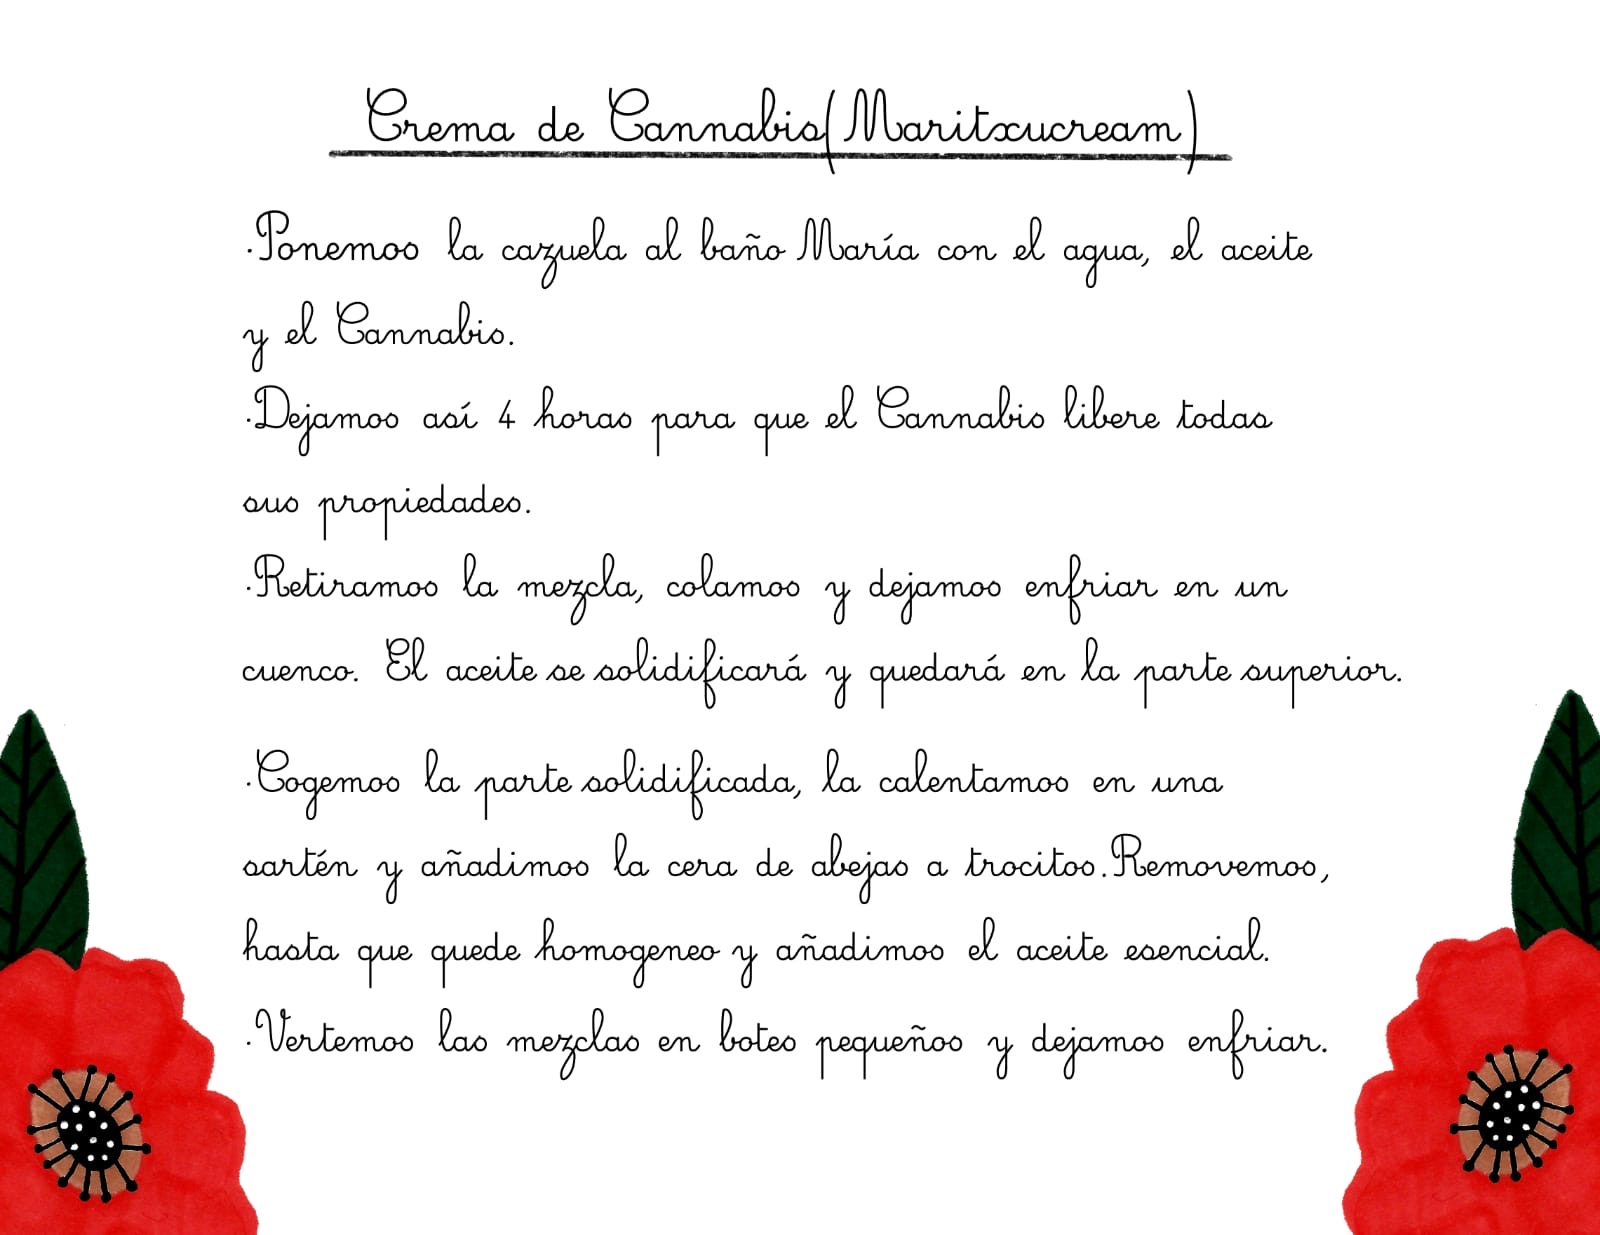 Crema de Cannabis(Maritxucream)
·Ponemos la cazuela al baño María con el agua, el aceite
y el Cannabis.
·Dejamos así 4 horas para que el Cannabis libere todas
sus propiedades.
·Retiramos la mezcla, colamos y dejamos enfriar en un
cuenco. El aceite se solidificará y quedará en la parte superior.
·Cogemos la parte solidificada, la calentamos en una
sartén y añadimos la cera de abejas a trocitos.Removemos,
hasta que quede homogeneo y añadimos el aceite esencial.
·Vertemos las mezclas en botes pequeños y dejamos enfriar.